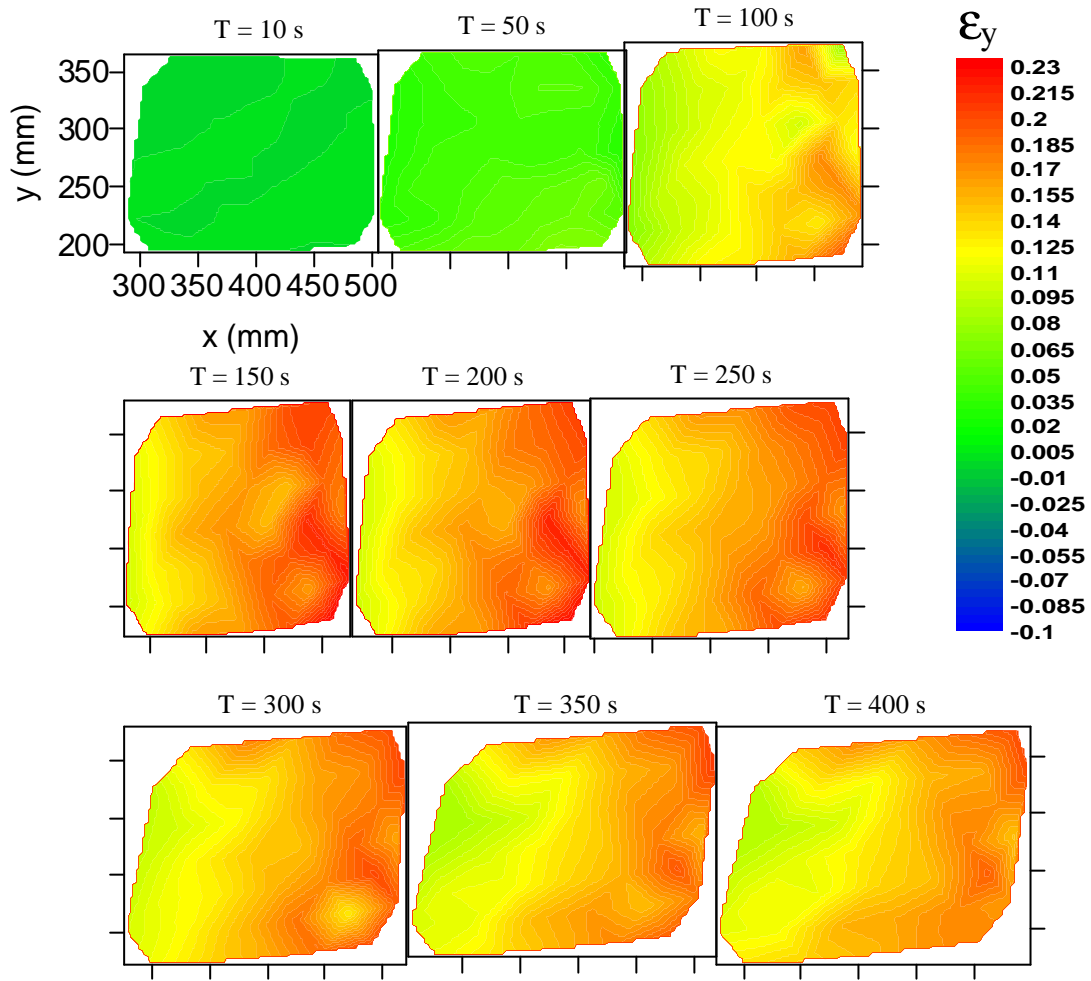 T = 10 s
T = 50 s
T = 100 s
εy
350
300
250
200
y (mm)
300 350 400 450 500
x (mm)
0.23
0.215
0.2
0.185
0.17
0.155
0.14
0.125
0.11
0.095
0.08
0.065
0.05
0.035
0.02
0.005
-0.01
-0.025
-0.04
-0.055
-0.07
-0.085
-0.1
T = 150 s
T = 200 s
T = 250 s
T = 300 s
T = 350 s
T = 400 s